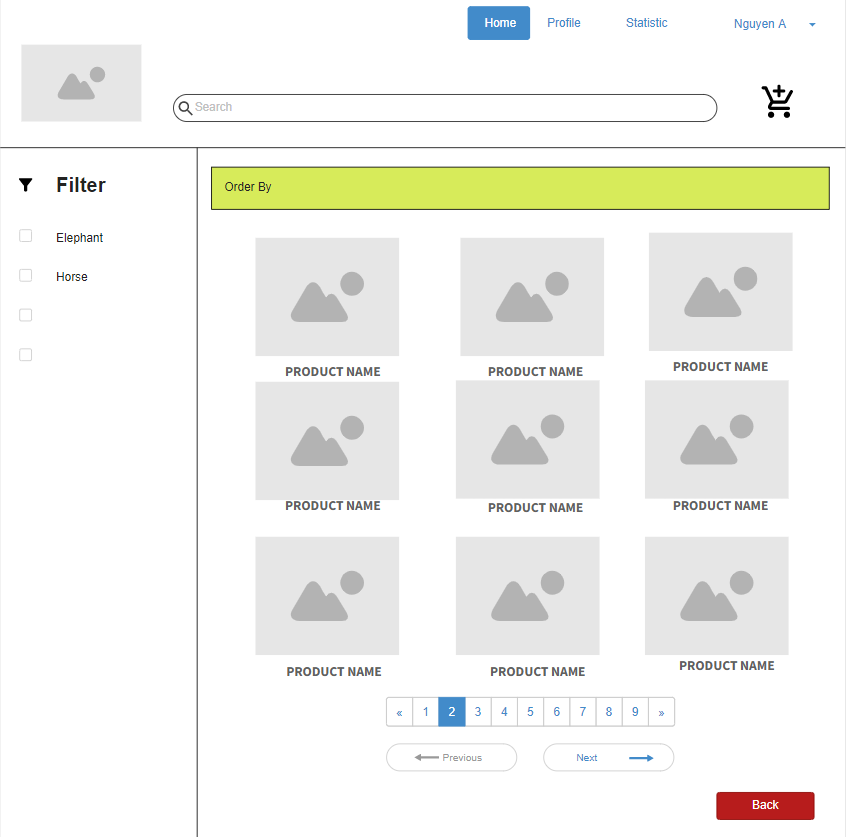 Home Profile Statistic Nguyen A
Search
Filter
Elephant
Horse
Order By
PRODUCT NAME PRODUCT NAME PRODUCT NAME
PRODUCT NAME PRODUCT NAME PRODUCT NAME
PRODUCT NAME PRODUCT NAME PRODUCT NAME
« 1 2 3 4 5 6 7 8 9 »
Previous Next
Back